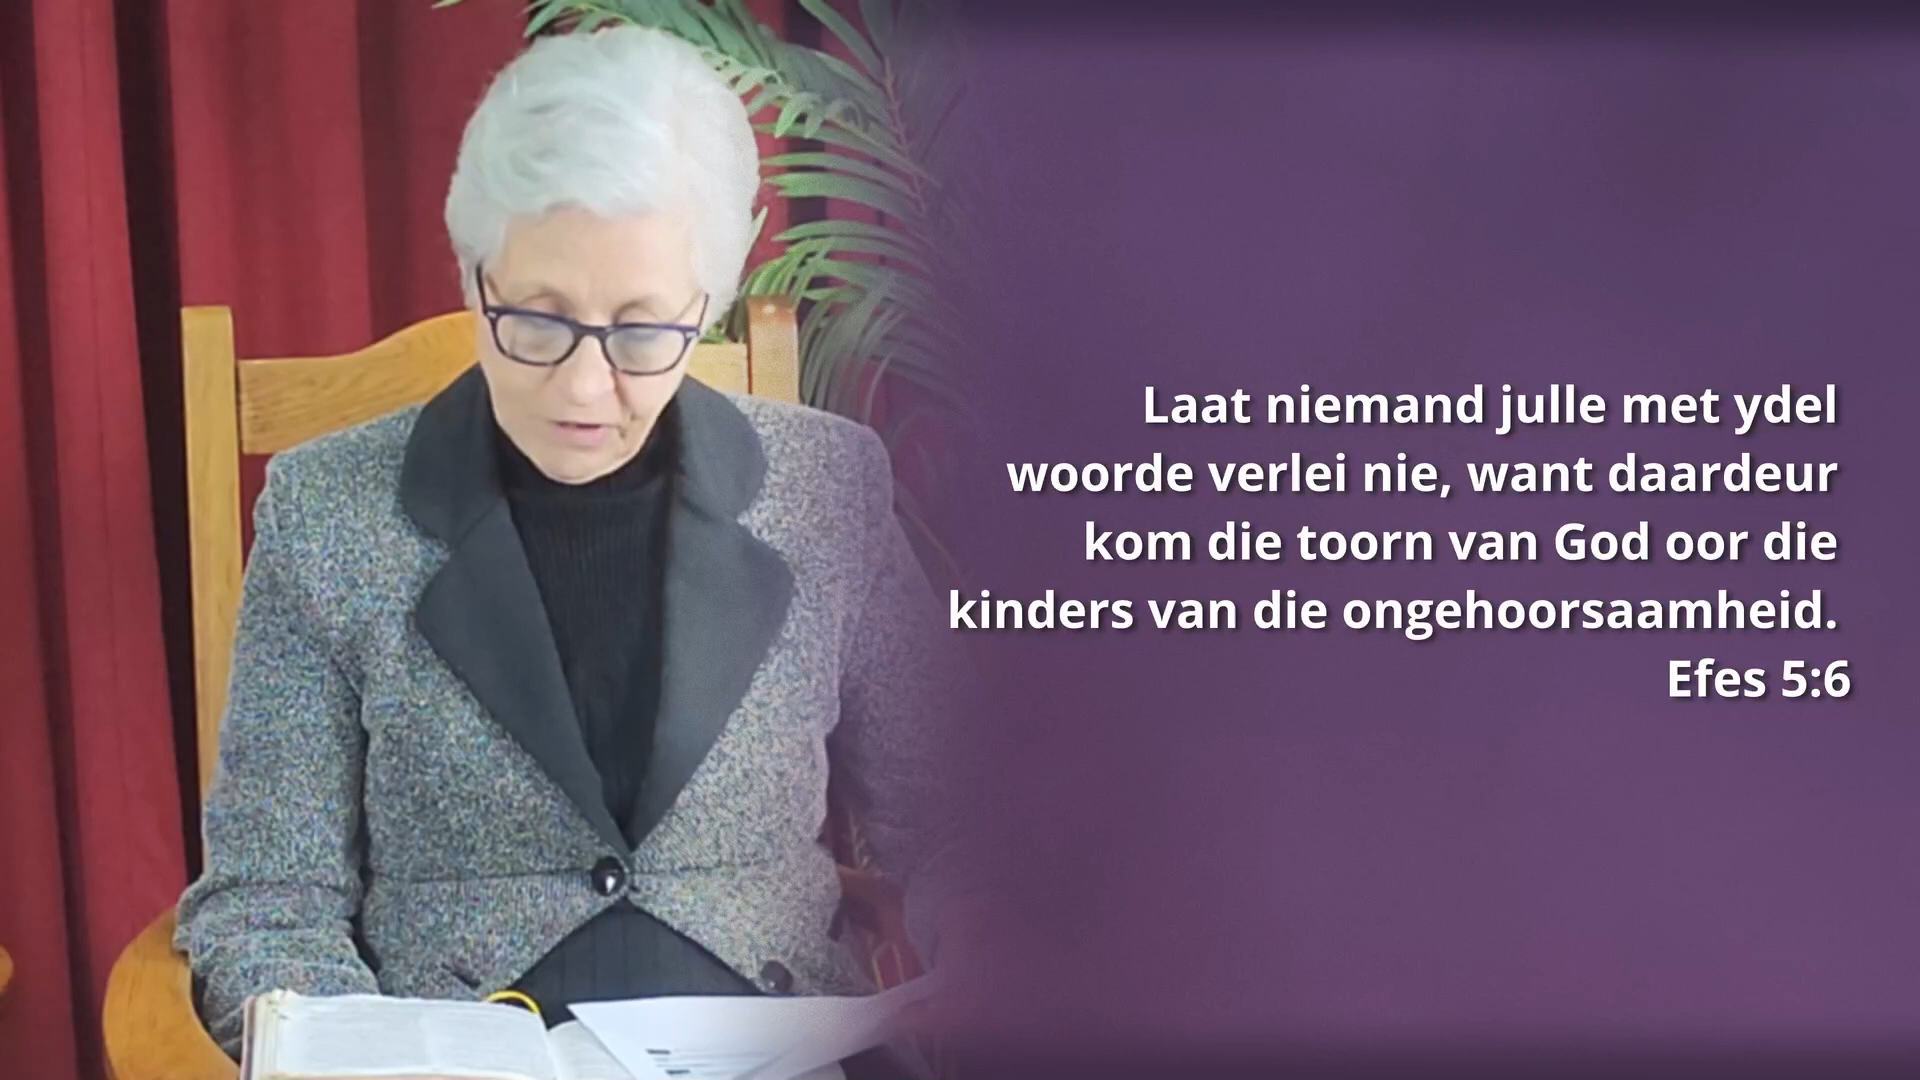 Laat niemand julle met ydel
woorde verlei nie, want daardeur
kom die toorn van God oor die
kinders van die ongehoorsaamheid.
Efes 5:6